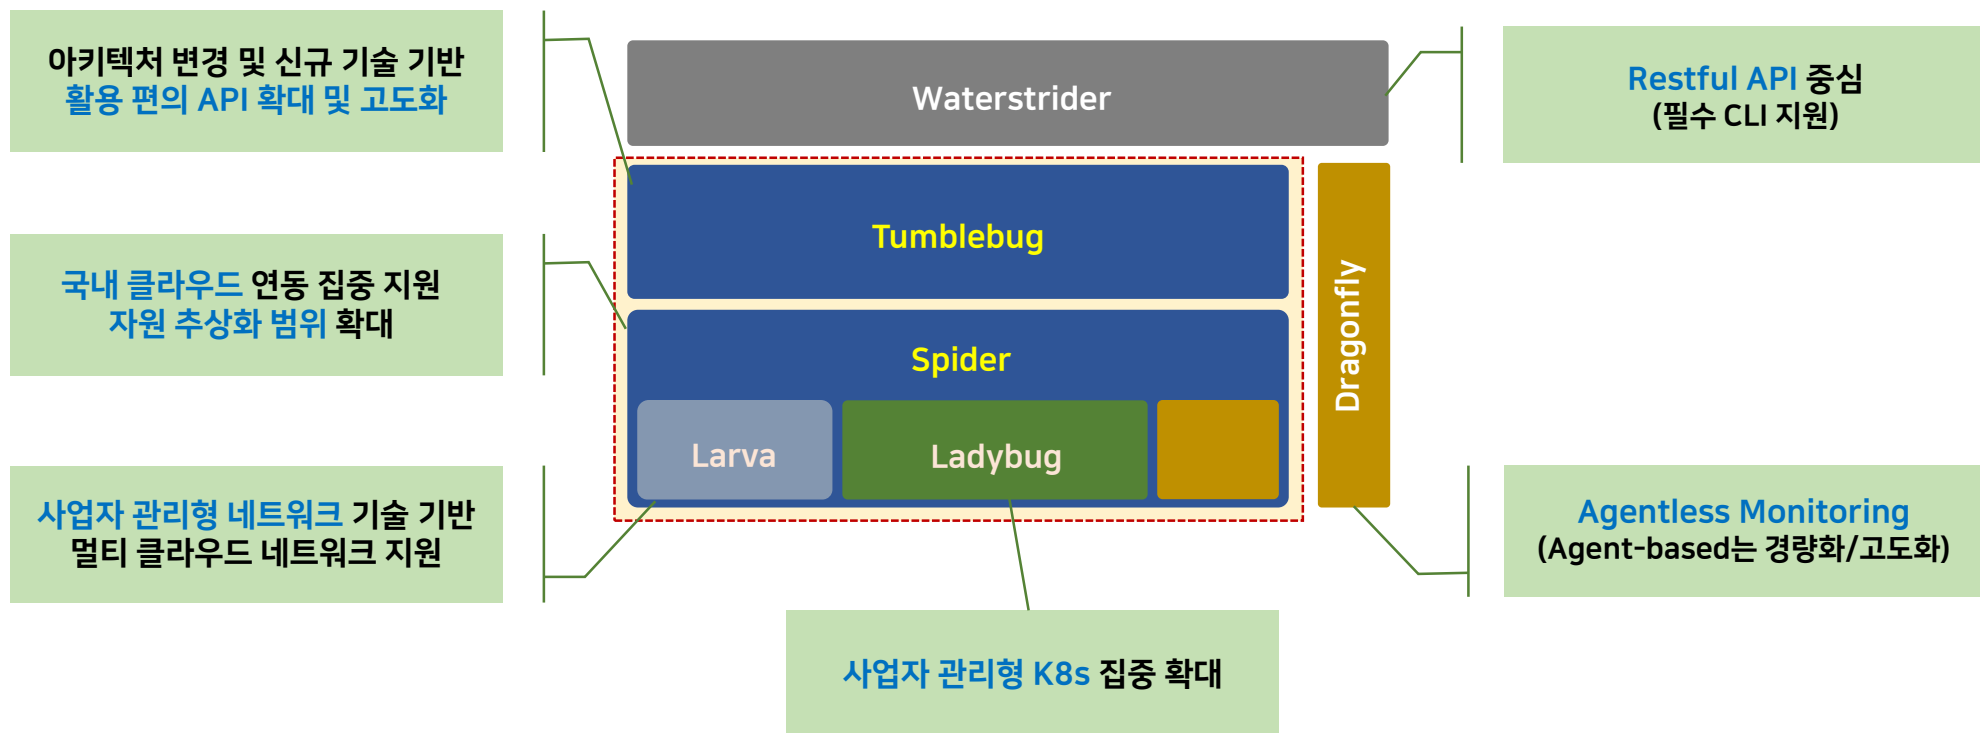 아키텍처 변경 및 신규 기술 기반
활용 편의 API 확대 및 고도화
국내 클라우드 연동 집중 지원
자원 추상화 범위 확대
사업자 관리형 네트워크 기술 기반
멀티 클라우드 네트워크 지원
Waterstrider
Tumblebug
Spider
Larva
Ladybug
Dragonfly
사업자 관리형 K8s 집중 확대
Restful API 중심
(필수 CLI 지원)
Agentless Monitoring
(Agent-based는 경량화/고도화)